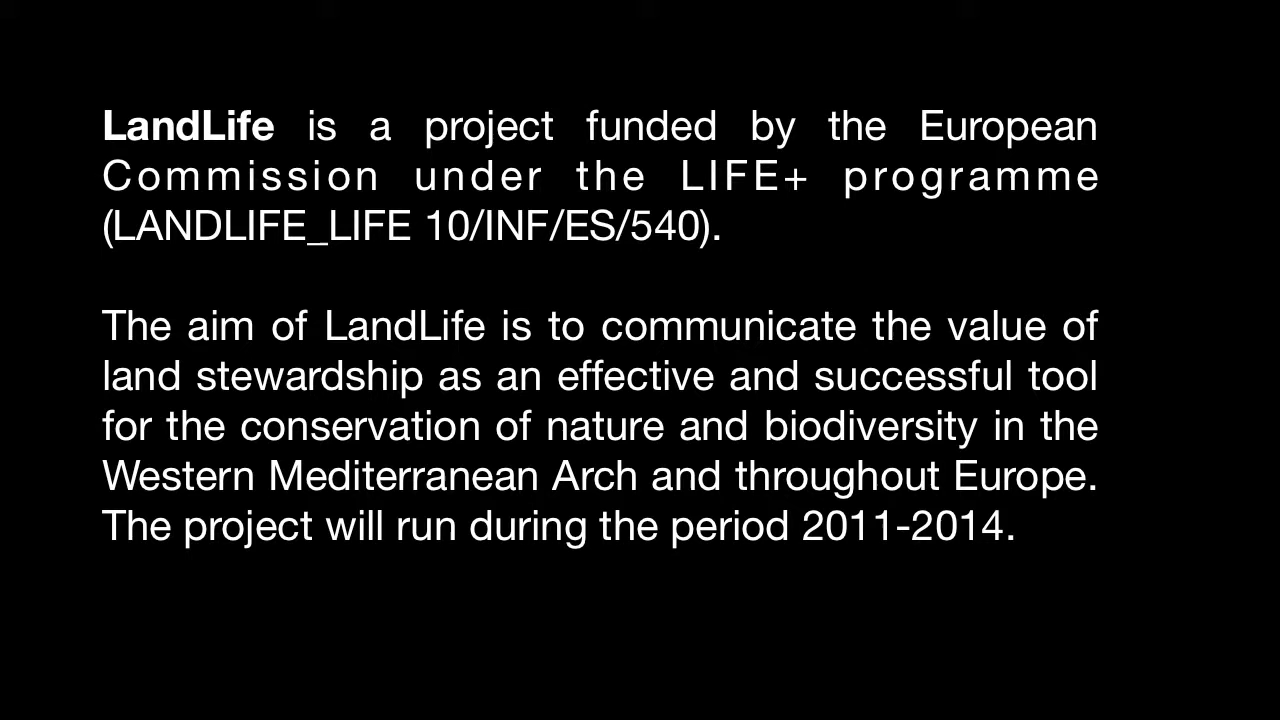 LandLife is a project funded by the European
Commission under the LIFE+ programme
(LANDLIFE_LIFE 10/INF/ES/540).
The aim of LandLife is to communicate the value of
land stewardship as an effective and successful tool
for the conservation of nature and biodiversity in the
Western Mediterranean Arch and throughout Europe.
The project will run during the period 2011-2014.